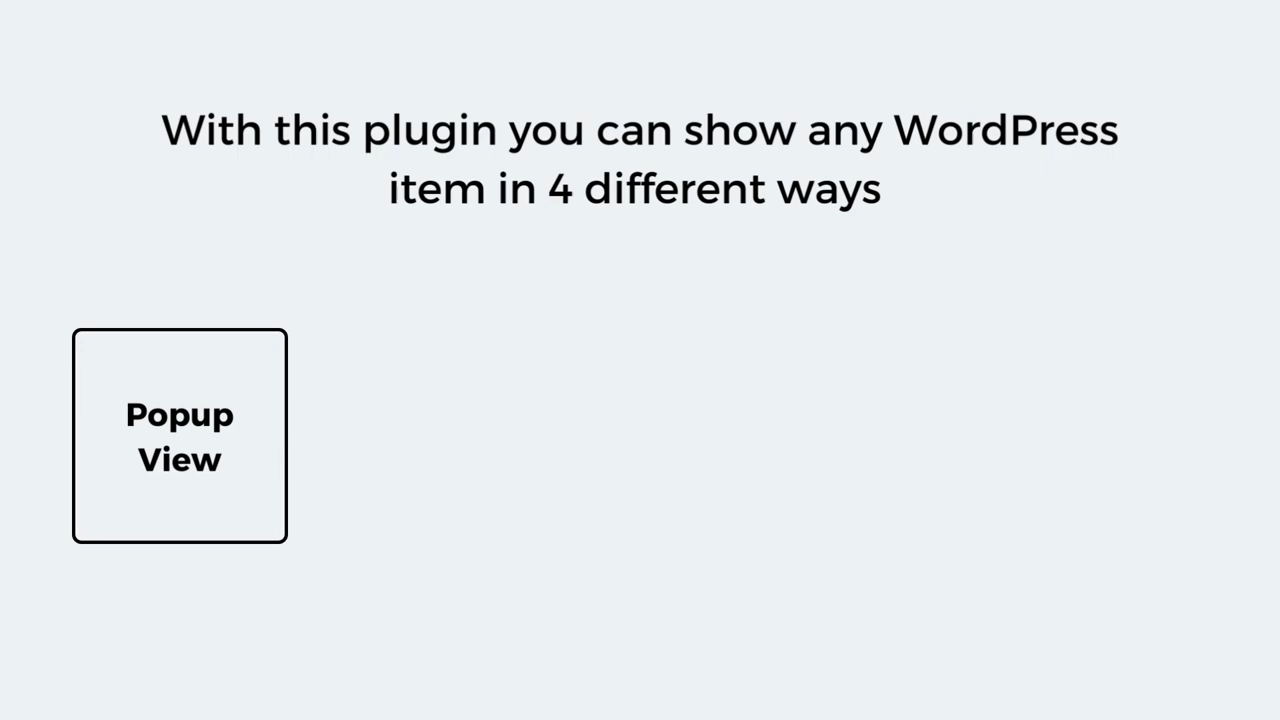 With this plugin you can show any WordPress
item in 4 different ways
Popup
View